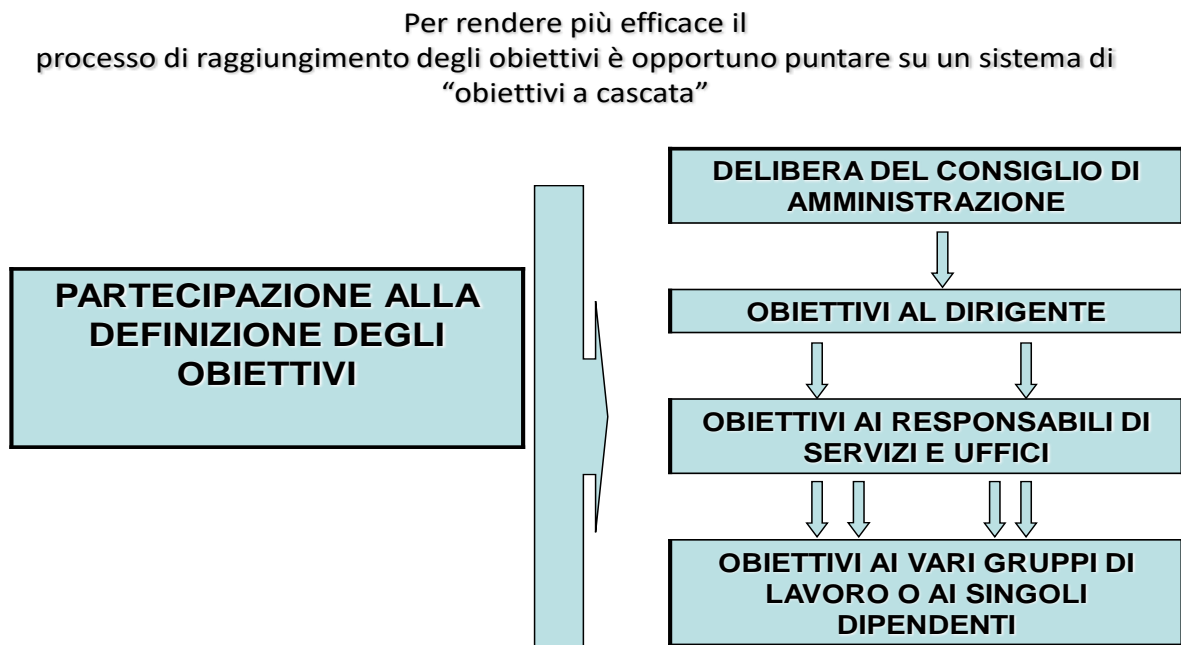 Per rendere più efficace il
processo di raggiungimento degli obiettivi è opportuno puntare su un sistema di
“obiettivi a cascata”
PARTECIPAZIONE ALLA
DEFINIZIONE DEGLI
OBIETTIVI
DELIBERA DEL CONSIGLIO DI
AMMINISTRAZIONE
OBIETTIVI AL DIRIGENTE
OBIETTIVI AI RESPONSABILI DI
SERVIZI E UFFICI
OBIETTIVI AI VARI GRUPPI DI
LAVORO O AI SINGOLI
DIPENDENTI